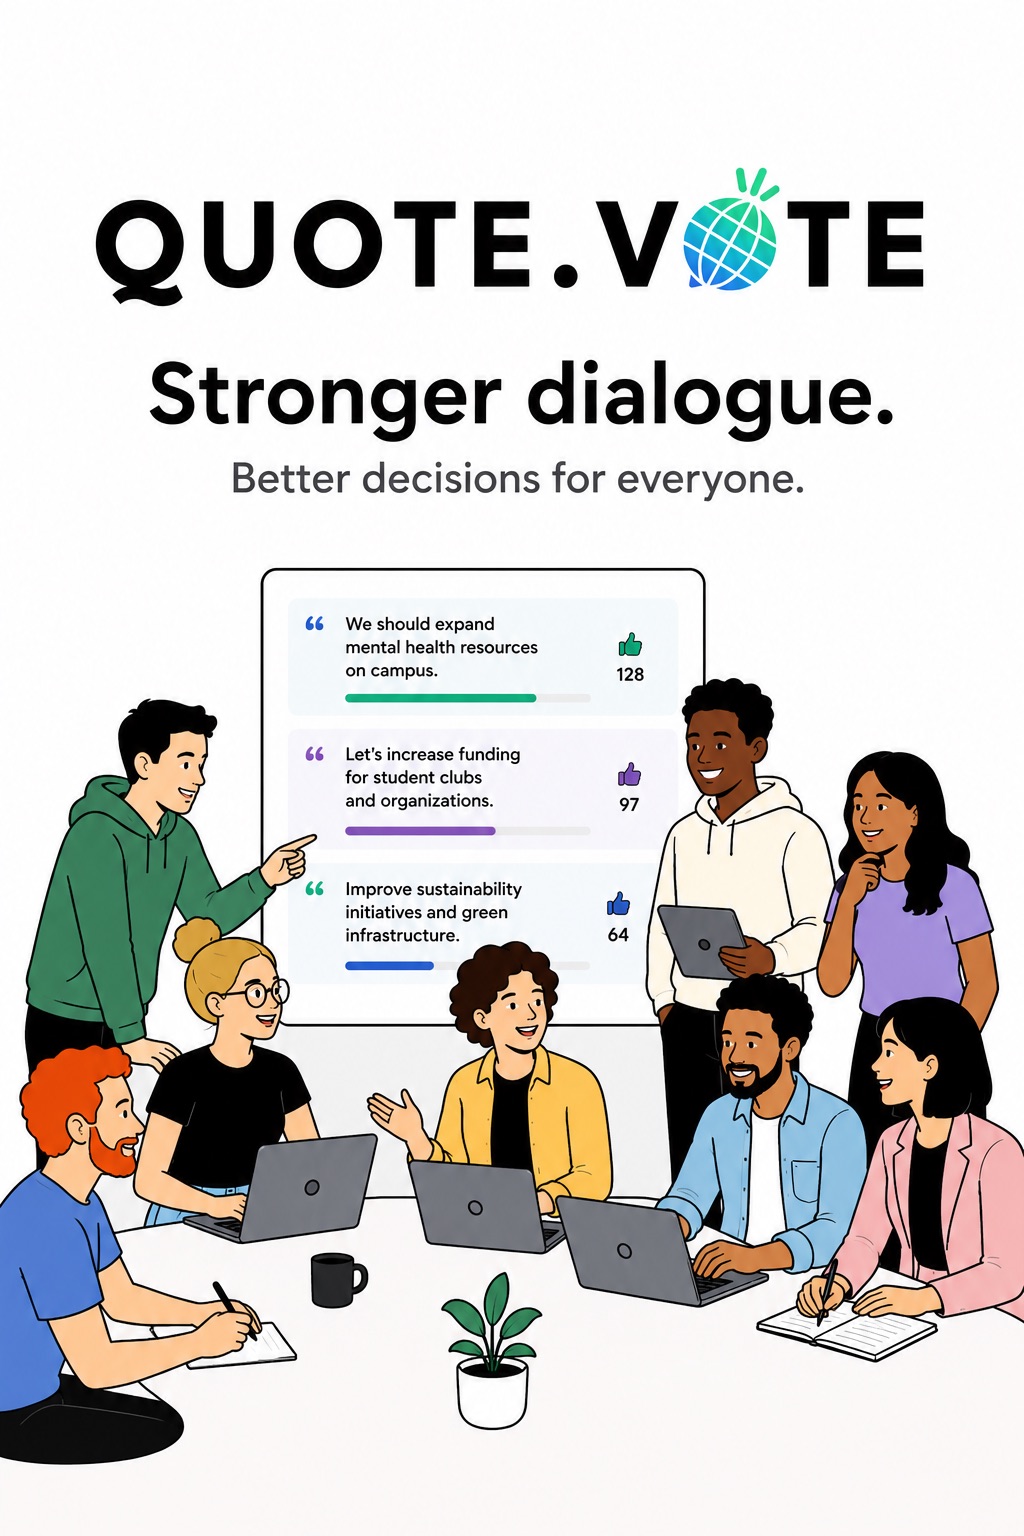 QUOTE.VOTE
Stronger dialogue.
Better decisions for everyone.
“ We should expand
mental health resources
on campus.
128
“ Let’s increase funding
for student clubs
and organizations.
97
“ Improve sustainability
initiatives and green
infrastructure.
64